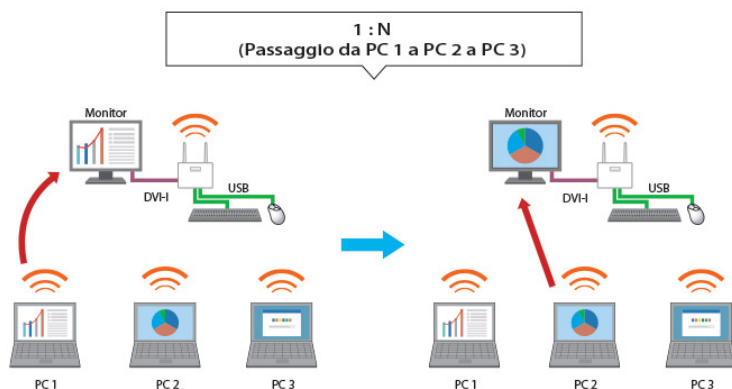 1 : N
(Passaggio da PC 1 a PC 2 a PC 3)
Monitor
DVI-I
USB
PC 1
PC 2
PC 3
Monitor
DVI-I
USB
PC 1
PC 2
PC 3